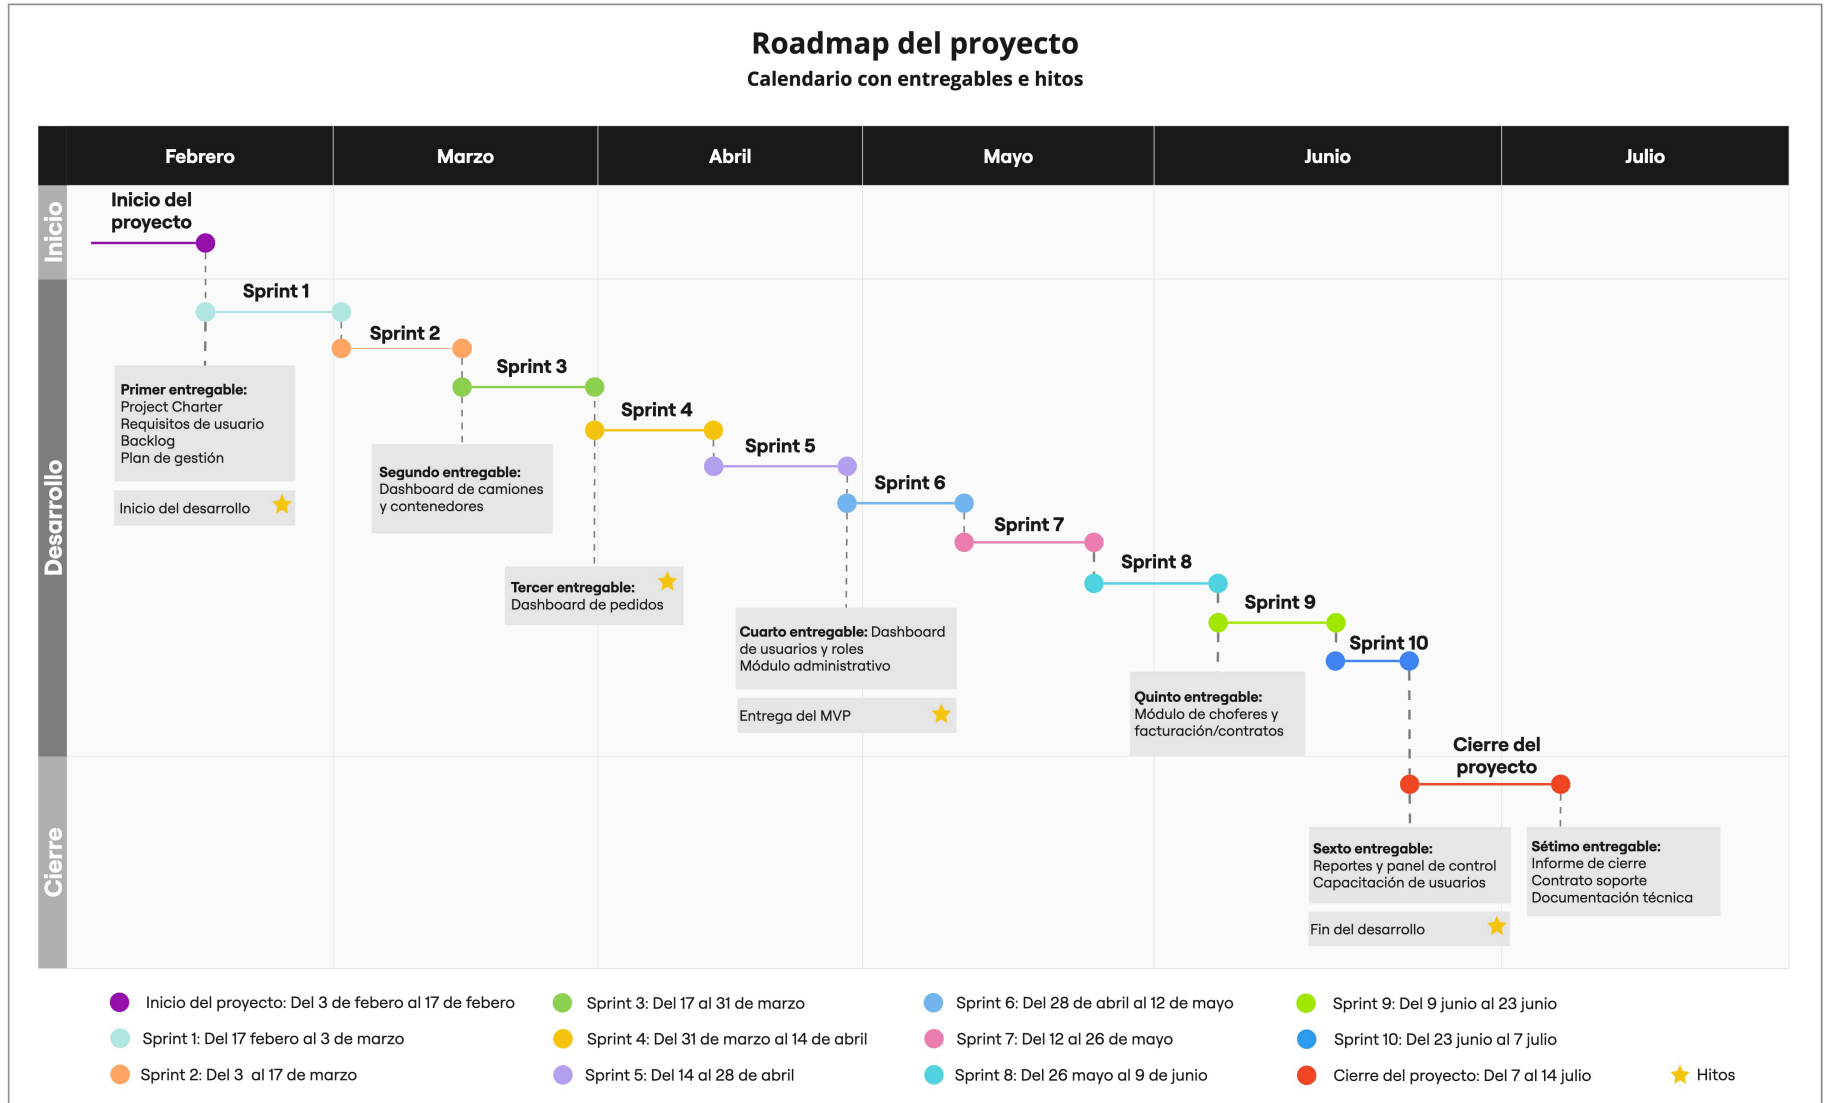 Roadmap del proyecto
Calendario con entregables e hitos
Febrero
Marzo
Abril
Mayo
Junio
Julio
Inicio
Inicio del
proyecto
Desarrollo
Sprint 1
Sprint 2
Sprint 3
Sprint 4
Sprint 5
Sprint 6
Sprint 7
Sprint 8
Sprint 9
Sprint 10
Primer entregable:
Project Charter
Requisitos de usuario
Backlog
Plan de gestión
Inicio del desarrollo
Segundo entregable:
Dashboard de camiones
y contenedores
Tercer entregable:
Dashboard de pedidos
Cuarto entregable: Dashboard
de usuarios y roles
Módulo administrativo
Entrega del MVP
Quinto entregable:
Módulo de choferes y
facturación/contratos
Cierre
Cierre del
proyecto
Sexto entregable:
Reportes y panel de control
Capacitación de usuarios
Fin del desarrollo
Sétimo entregable:
Informe de cierre
Contrato soporte
Documentación técnica
Inicio del proyecto: Del 3 de febero al 17 de febero
Sprint 1: Del 17 febero al 3 de marzo
Sprint 2: Del 3 al 17 de marzo
Sprint 3: Del 17 al 31 de marzo
Sprint 4: Del 31 de marzo al 14 de abril
Sprint 5: Del 14 al 28 de abril
Sprint 6: Del 28 de abril al 12 de mayo
Sprint 7: Del 12 al 26 de mayo
Sprint 8: Del 26 mayo al 9 de junio
Sprint 9: Del 9 junio al 23 junio
Sprint 10: Del 23 junio al 7 julio
Cierre del proyecto: Del 7 al 14 julio
Hitos